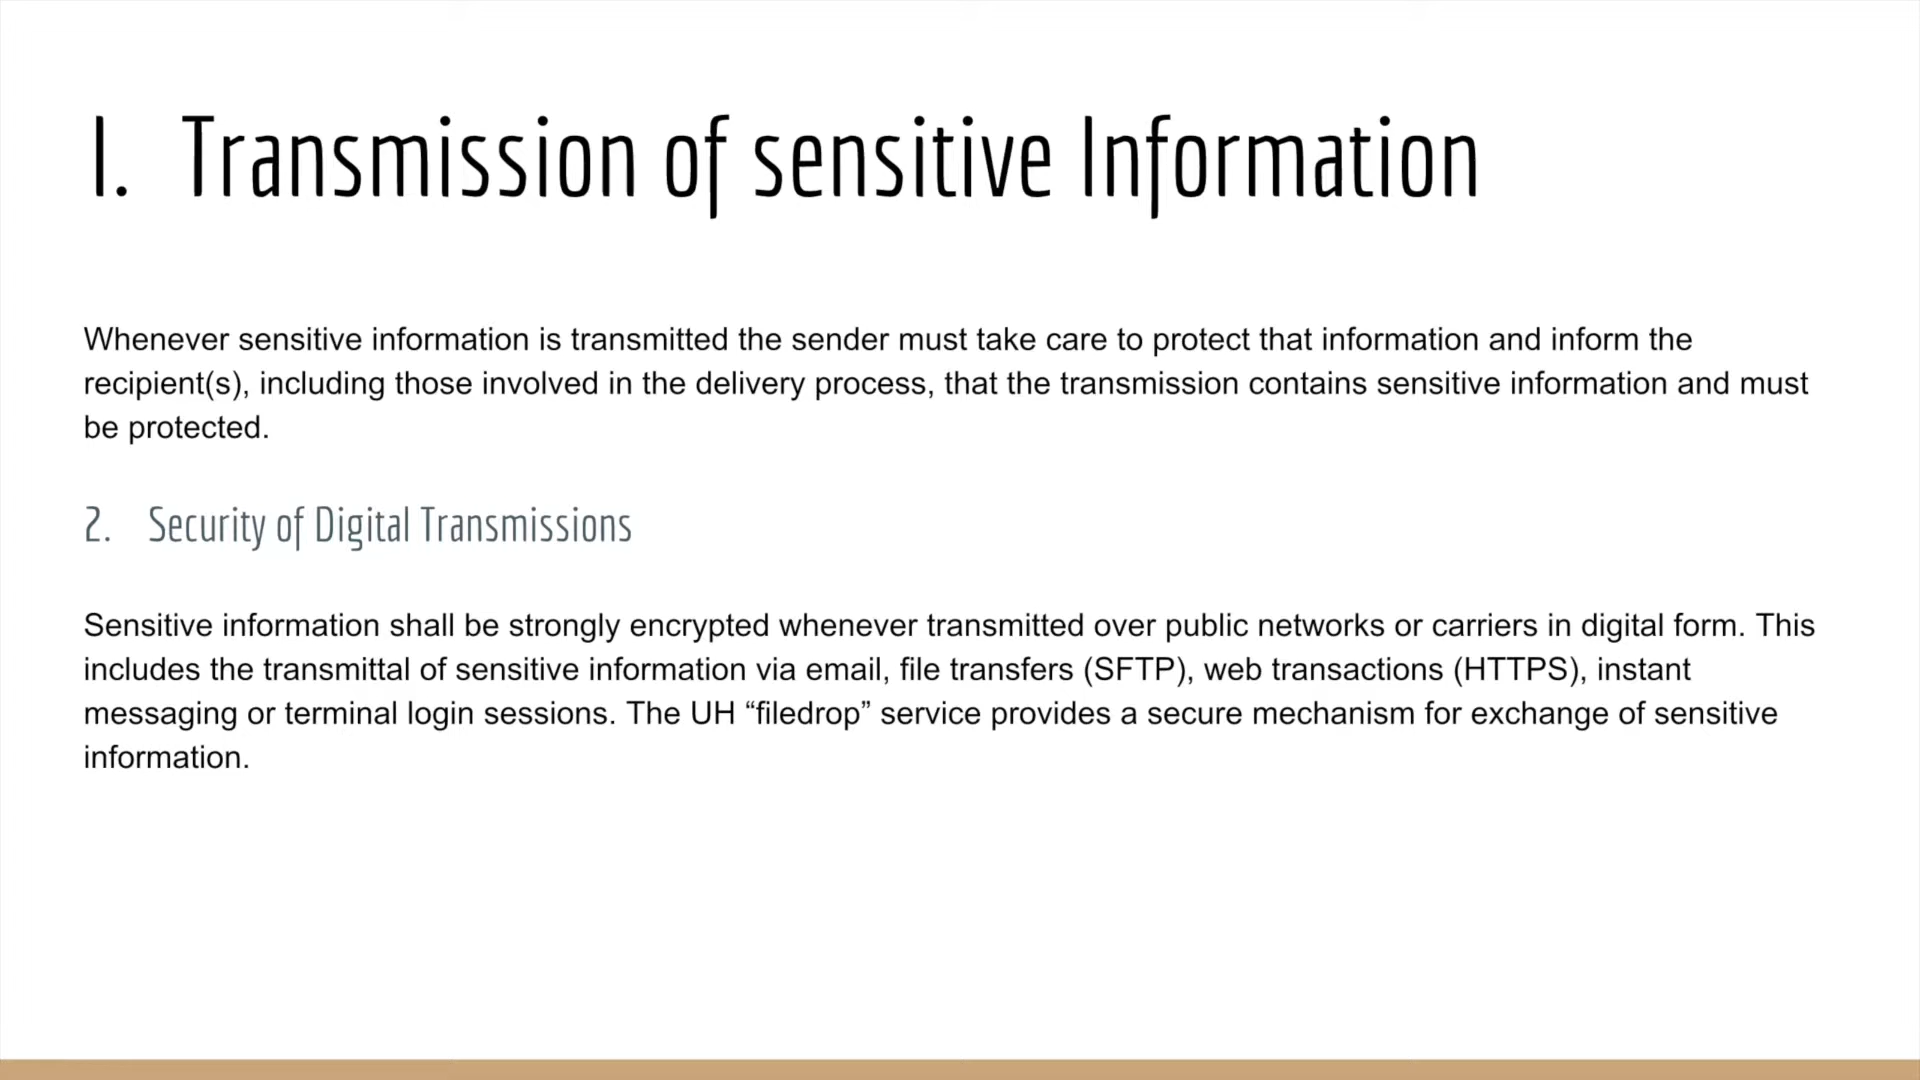 I. Transmission of sensitive Information
Whenever sensitive information is transmitted the sender must take care to protect that information and inform the
recipient(s), including those involved in the delivery process, that the transmission contains sensitive information and must
be protected.
2. Security of Digital Transmissions
Sensitive information shall be strongly encrypted whenever transmitted over public networks or carriers in digital form. This
includes the transmittal of sensitive information via email, file transfers (SFTP), web transactions (HTTPS), instant
messaging or terminal login sessions. The UH “filedrop” service provides a secure mechanism for exchange of sensitive
information.